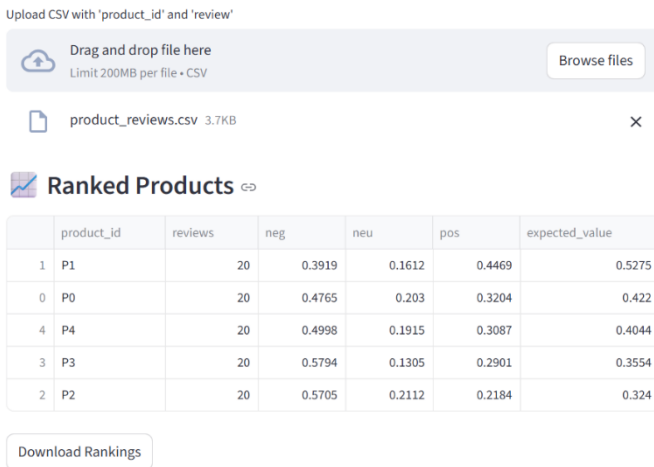 Upload CSV with 'product_id' and 'review'
Drag and drop file here
Limit 200MB per file • CSV
Browse files
product_reviews.csv 3.7KB
Ranked Products
product_id reviews neg neu pos expected_value
1 P1 20 0.3919 0.1612 0.4469 0.5275
0 P0 20 0.4765 0.203 0.3204 0.422
4 P4 20 0.4998 0.1915 0.3087 0.4044
3 P3 20 0.5794 0.1305 0.2901 0.3554
2 P2 20 0.5705 0.2112 0.2184 0.324
Download Rankings